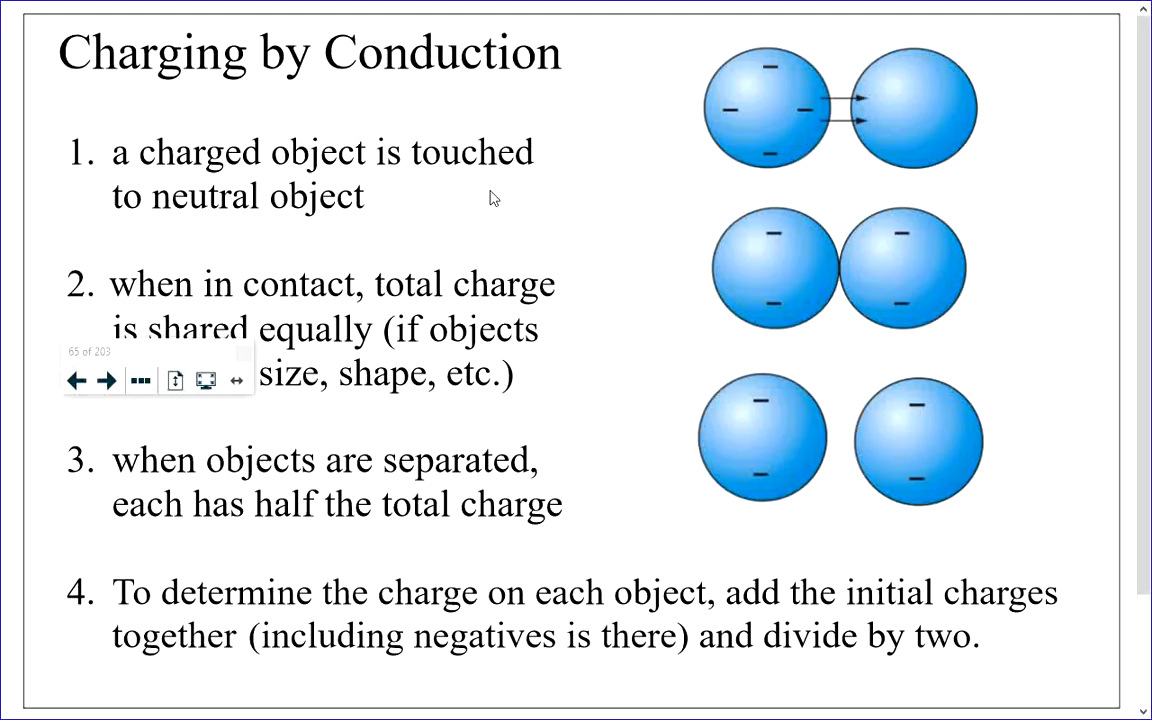 Charging by Conduction
1. a charged object is touched
to neutral object
2. when in contact, total charge
is shared equally (if objects
size, shape, etc.)
65 of 203
3. when objects are separated,
each has half the total charge
4. To determine the charge on each object, add the initial charges
together (including negatives is there) and divide by two.